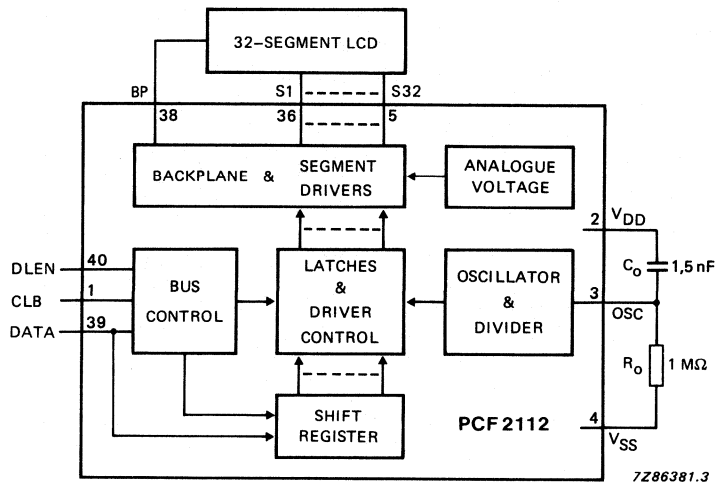 32-SEGMENT LCD
BP
S1
S32
38
36
5
BACKPLANE & SEGMENT DRIVERS
ANALOGUE
VOLTAGE
2
VDD
DLEN
40
CLB
1
DATA
39
BUS
CONTROL
LATCHES
&
DRIVER
CONTROL
OSCILLATOR
&
DIVIDER
Co
1,5 nF
3
OSC
Ro
1 MΩ
SHIFT
REGISTER
PCF2112
4
VSS
7Z86381.3